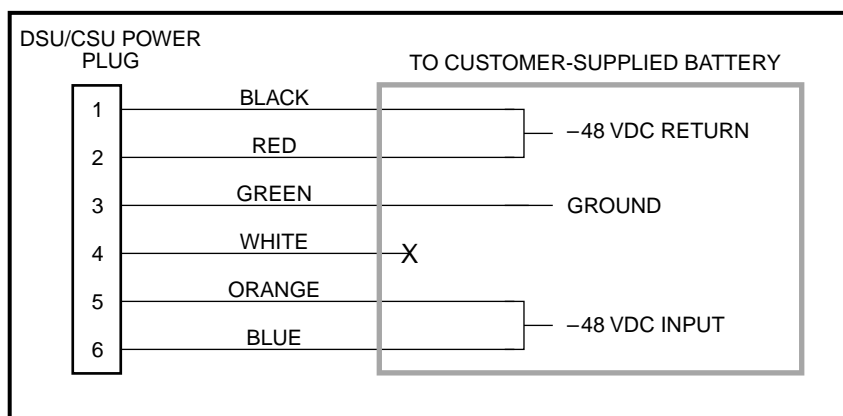 DSU/CSU POWER
PLUG
TO CUSTOMER-SUPPLIED BATTERY
1 BLACK
–48 VDC RETURN
2 RED
3 GREEN GROUND
4 WHITE X
5 ORANGE
–48 VDC INPUT
6 BLUE